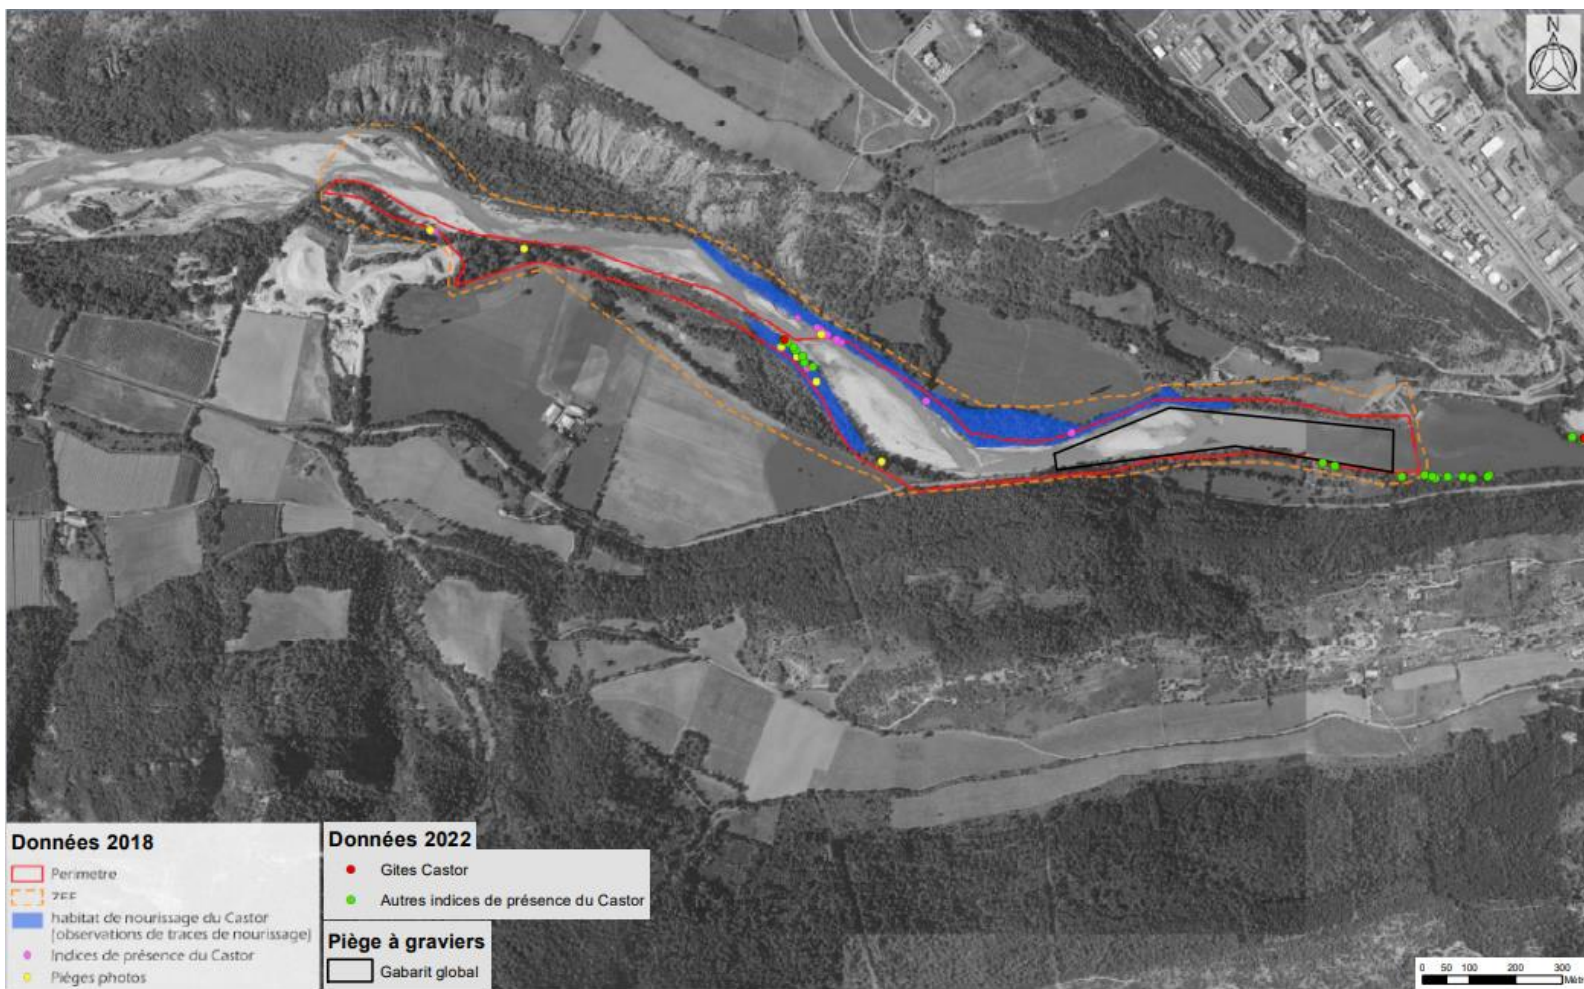 N
Données 2018
Perimetre
ZEE
habitat de nourissage du Castor
[observations de traces de nourissage]
Indices de présence du Castor
Pièges photos
Données 2022
Gites Castor
Autres indices de présence du Castor
Piège à graviers
Gabarit global
0 50 100 200 300
Mètr